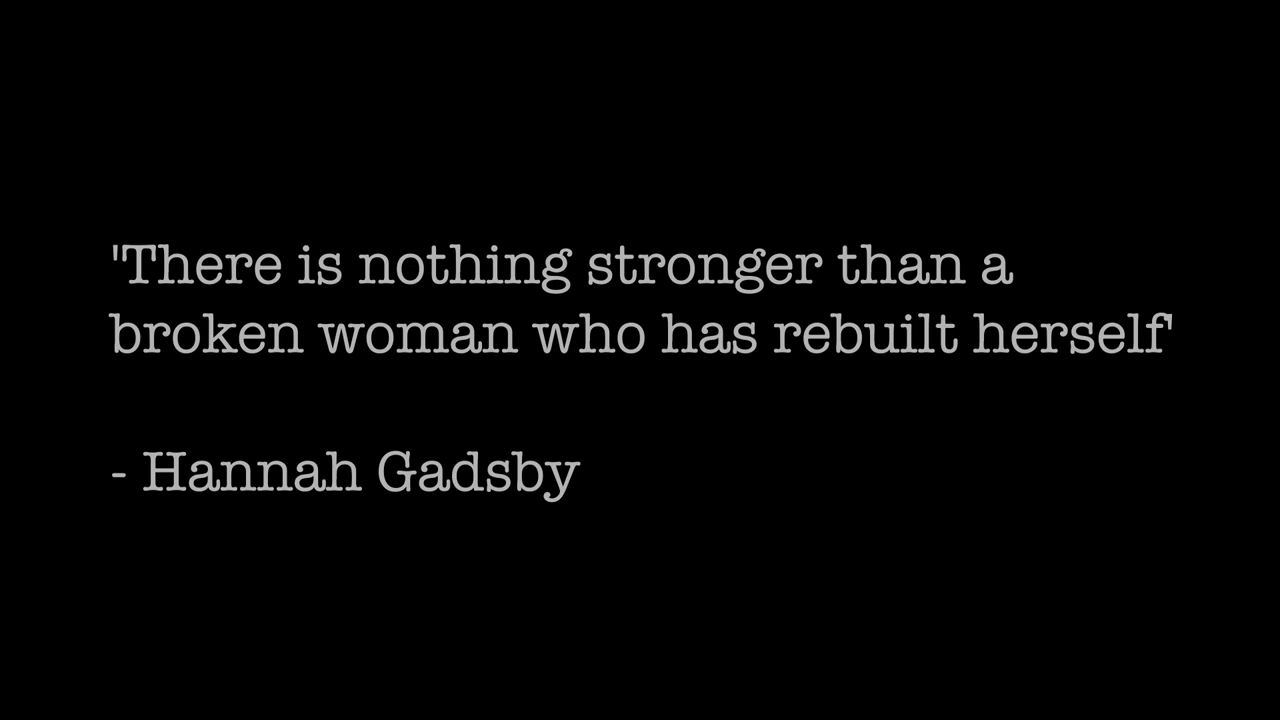 'There is nothing stronger than a
broken woman who has rebuilt herself'
- Hannah Gadsby